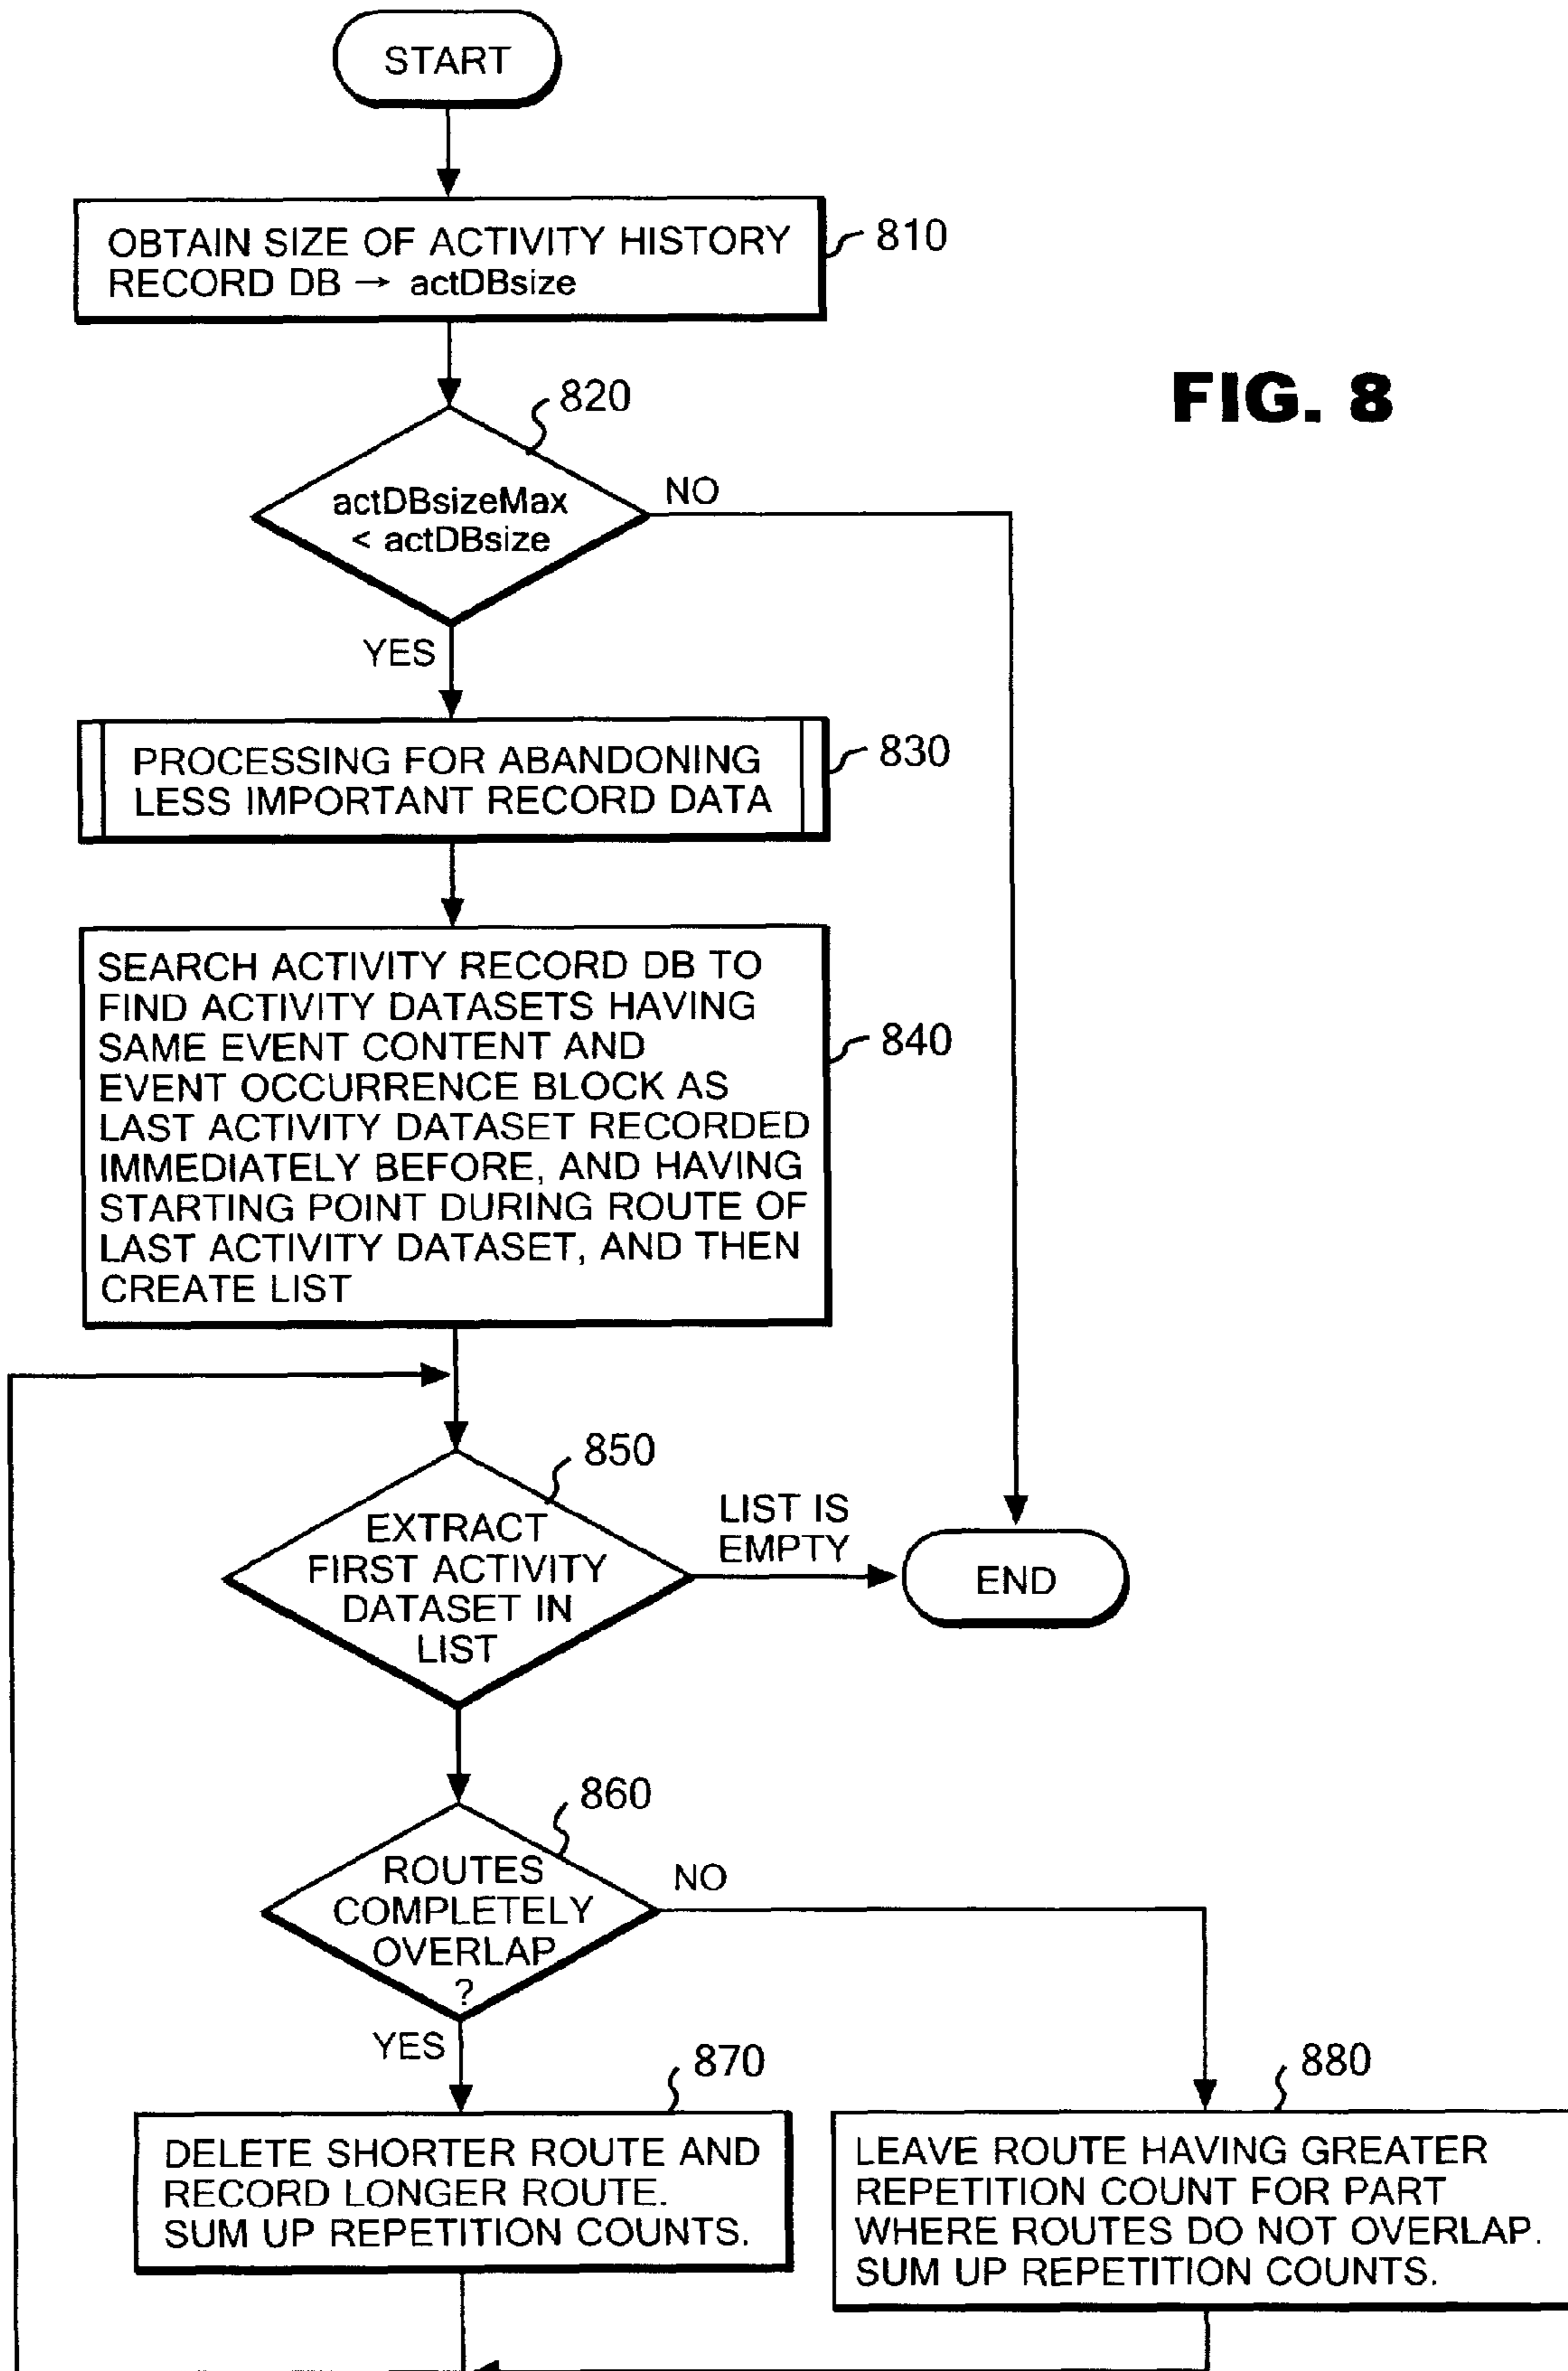 START
OBTAIN SIZE OF ACTIVITY HISTORY
RECORD DB → actDBsize
810
FIG. 8
820
actDBsizeMax
< actDBsize
NO
YES
PROCESSING FOR ABANDONING
LESS IMPORTANT RECORD DATA
830
SEARCH ACTIVITY RECORD DB TO
FIND ACTIVITY DATASETS HAVING
SAME EVENT CONTENT AND
EVENT OCCURRENCE BLOCK AS
LAST ACTIVITY DATASET RECORDED
IMMEDIATELY BEFORE, AND HAVING
STARTING POINT DURING ROUTE OF
LAST ACTIVITY DATASET, AND THEN
CREATE LIST
840
850
EXTRACT
FIRST ACTIVITY
DATASET IN
LIST
LIST IS
EMPTY
END
860
ROUTES
COMPLETELY
OVERLAP
?
NO
YES
870
DELETE SHORTER ROUTE AND
RECORD LONGER ROUTE.
SUM UP REPETITION COUNTS.
880
LEAVE ROUTE HAVING GREATER
REPETITION COUNT FOR PART
WHERE ROUTES DO NOT OVERLAP.
SUM UP REPETITION COUNTS.